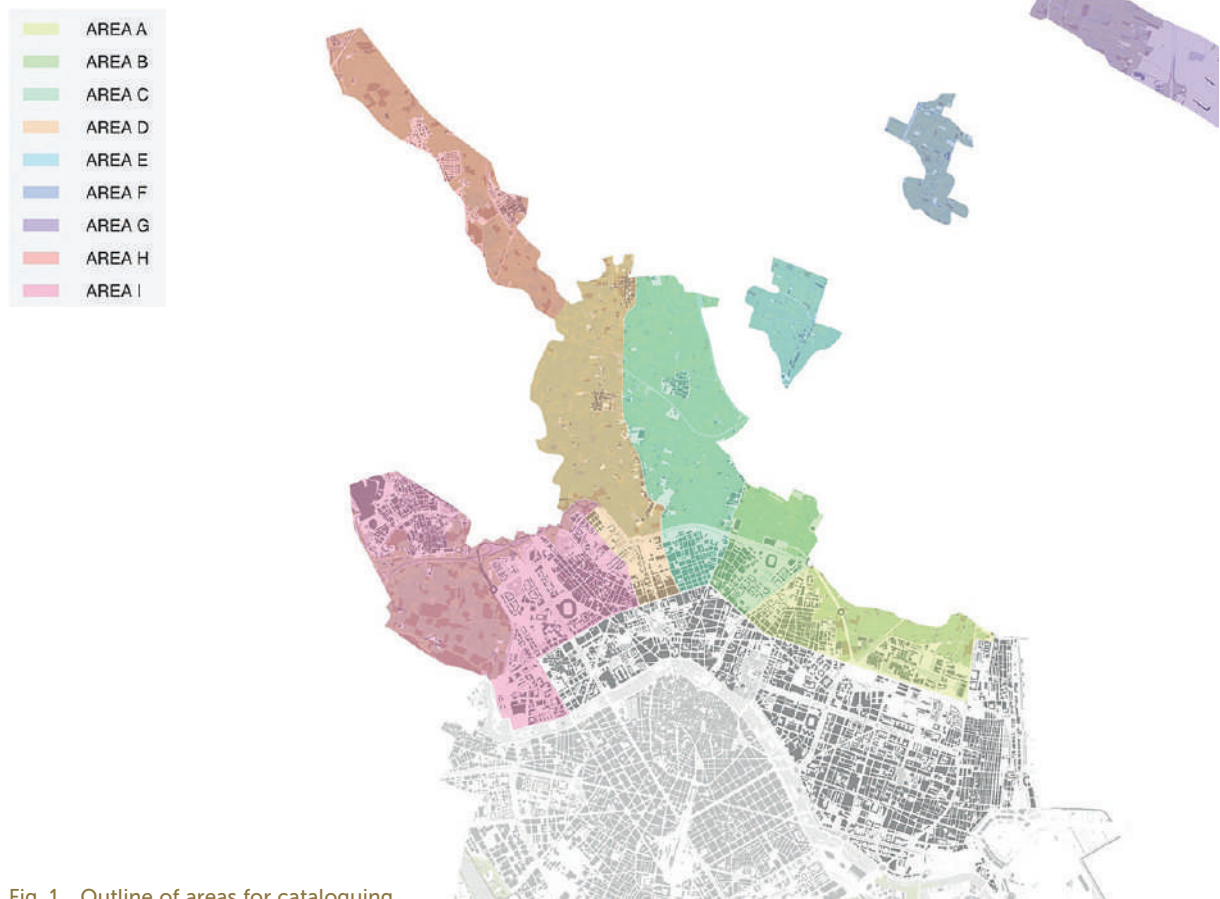 AREA A
AREA B
AREA C
AREA D
AREA E
AREA F
AREA G
AREA H
AREA I
Fig. 1 Outline of areas for cataloguing